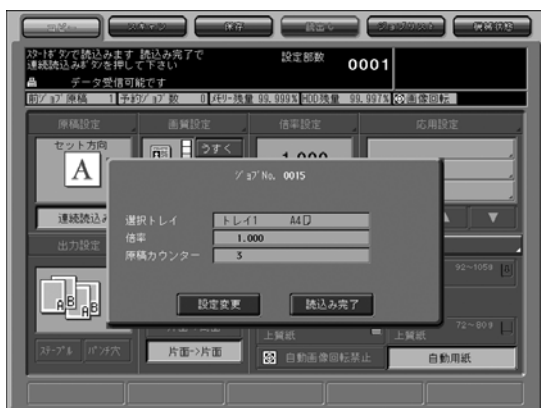 コピー スキャナ 保存 読出し ジョブリスト 機械状態
ｽﾀｰﾄﾎﾞﾀﾝで読込みます 読込み完了で
連続読込みﾎﾞﾀﾝを押して下さい
設定部数 0001
データ受信可能です
前ｼﾞｮﾌﾞ原稿 1 予約ｼﾞｮﾌﾞ数 0 ﾒﾓﾘｰ残量 99.999% HDD残量 99.997% 画像回転
原稿設定 画質設定 倍率設定 応用設定
セット方向
A
うすく
1.000
ｼﾞｮﾌﾞNo. 0015
選択トレイ トレイ1 A4
倍率 1.000
原稿カウンター 3
設定変更 読込み完了
連続読込み
出力設定
A B A B
ｽﾃｰﾌﾟﾙ ﾊﾟﾝﾁ穴
片面->片面
92~105g
上質紙
自動画像回転禁止
72~80g
上質紙
自動用紙